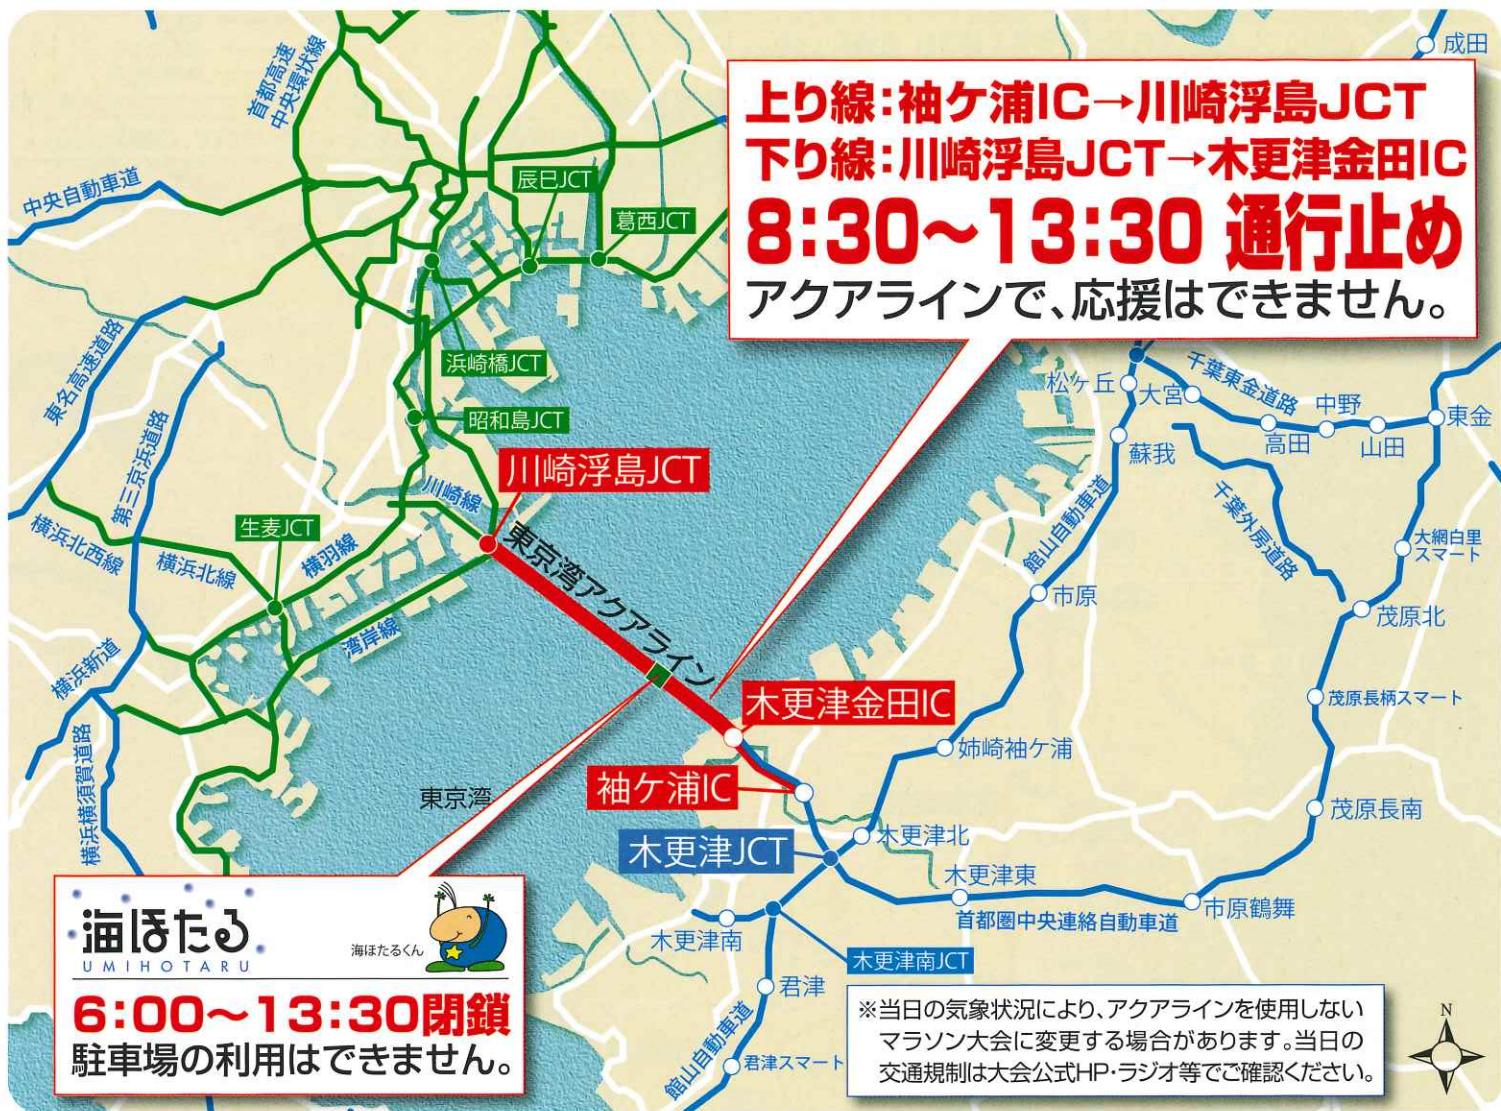 成田
首都高速
中央環状線
上り線：袖ケ浦IC→川崎浮島JCT
下り線：川崎浮島JCT→木更津金田IC
8：30～13：30 通行止め
アクアラインで、応援はできません。
中央自動車道
辰巳JCT
葛西JCT
東名高速道路
浜崎橋JCT
第三京浜道路
昭和島JCT
松ヶ丘
大宮
千葉東金道路
中野
高田
山田
東金
蘇我
川崎浮島JCT
川崎線
館山自動車道
千葉外房道路
大網白里
スマート
横浜北西線
生麦JCT
横浜北線
横羽線
東京湾アクアライン
市原
茂原北
湾岸線
横浜新道
木更津金田IC
茂原長柄スマート
姉崎袖ケ浦
横浜横須賀道路
東京湾
袖ケ浦IC
茂原長南
木更津JCT
木更津北
木更津東
首都圏中央連絡自動車道
市原鶴舞
木更津南
木更津南JCT
海ほたる
UMIHOTARU
海ほたるくん
6：00～13：30閉鎖
駐車場の利用はできません。
君津
館山自動車道
君津スマート
※当日の気象状況により、アクアラインを使用しない
マラソン大会に変更する場合があります。当日の
交通規制は大会公式HP・ラジオ等でご確認ください。
N